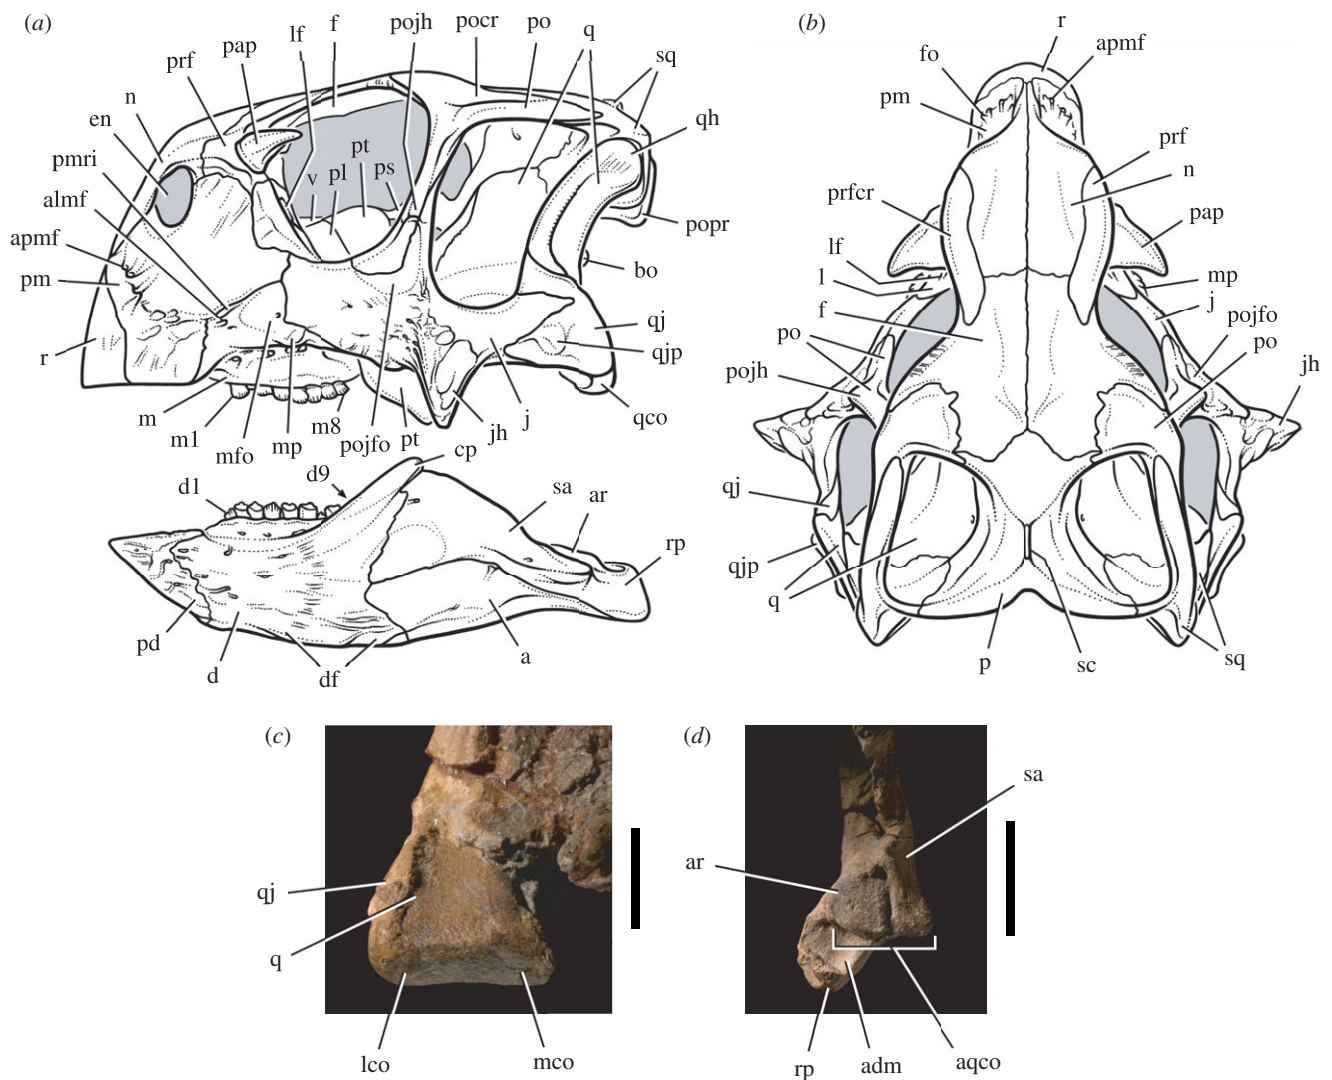 (a)
lf
f
pojh
pocr
po
q
sq
pap
prf
n
en
pmri
almf
apmf
pm
r
qh
popr
bo
qj
qjp
qco
v
pl
pt
ps
m
m1
mfo
mp
m8
pojfo
pt
jh
j
cp
d9
d1
sa
ar
rp
pd
d
df
a
(b)
r
apmf
fo
pm
prf
n
prfcr
pap
lf
l
mp
j
f
pojfo
po
po
pojh
jh
qj
qjp
q
p
sc
sq
(c)
qj
q
lco
mco
(d)
sa
ar
rp
adm
aqco